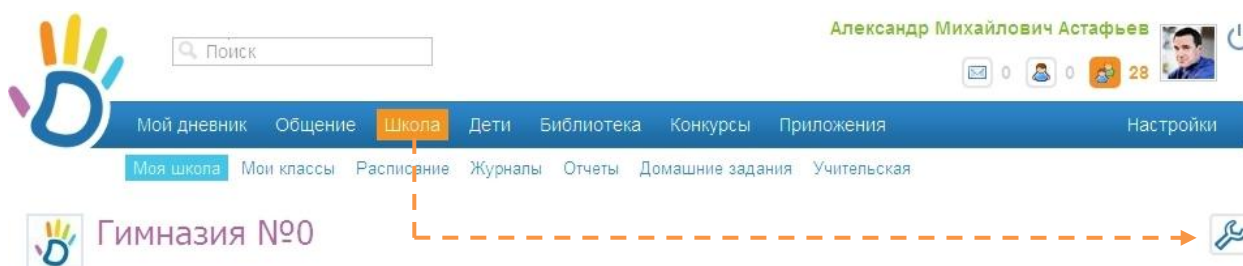 Александр Михайлович Астафьев
Поиск
0 0 28
Мой дневник Общение Школа Дети Библиотека Конкурсы Приложения Настройки
Моя школа Мои классы Расписание Журналы Отчеты Домашние задания Учительская
Гимназия №0